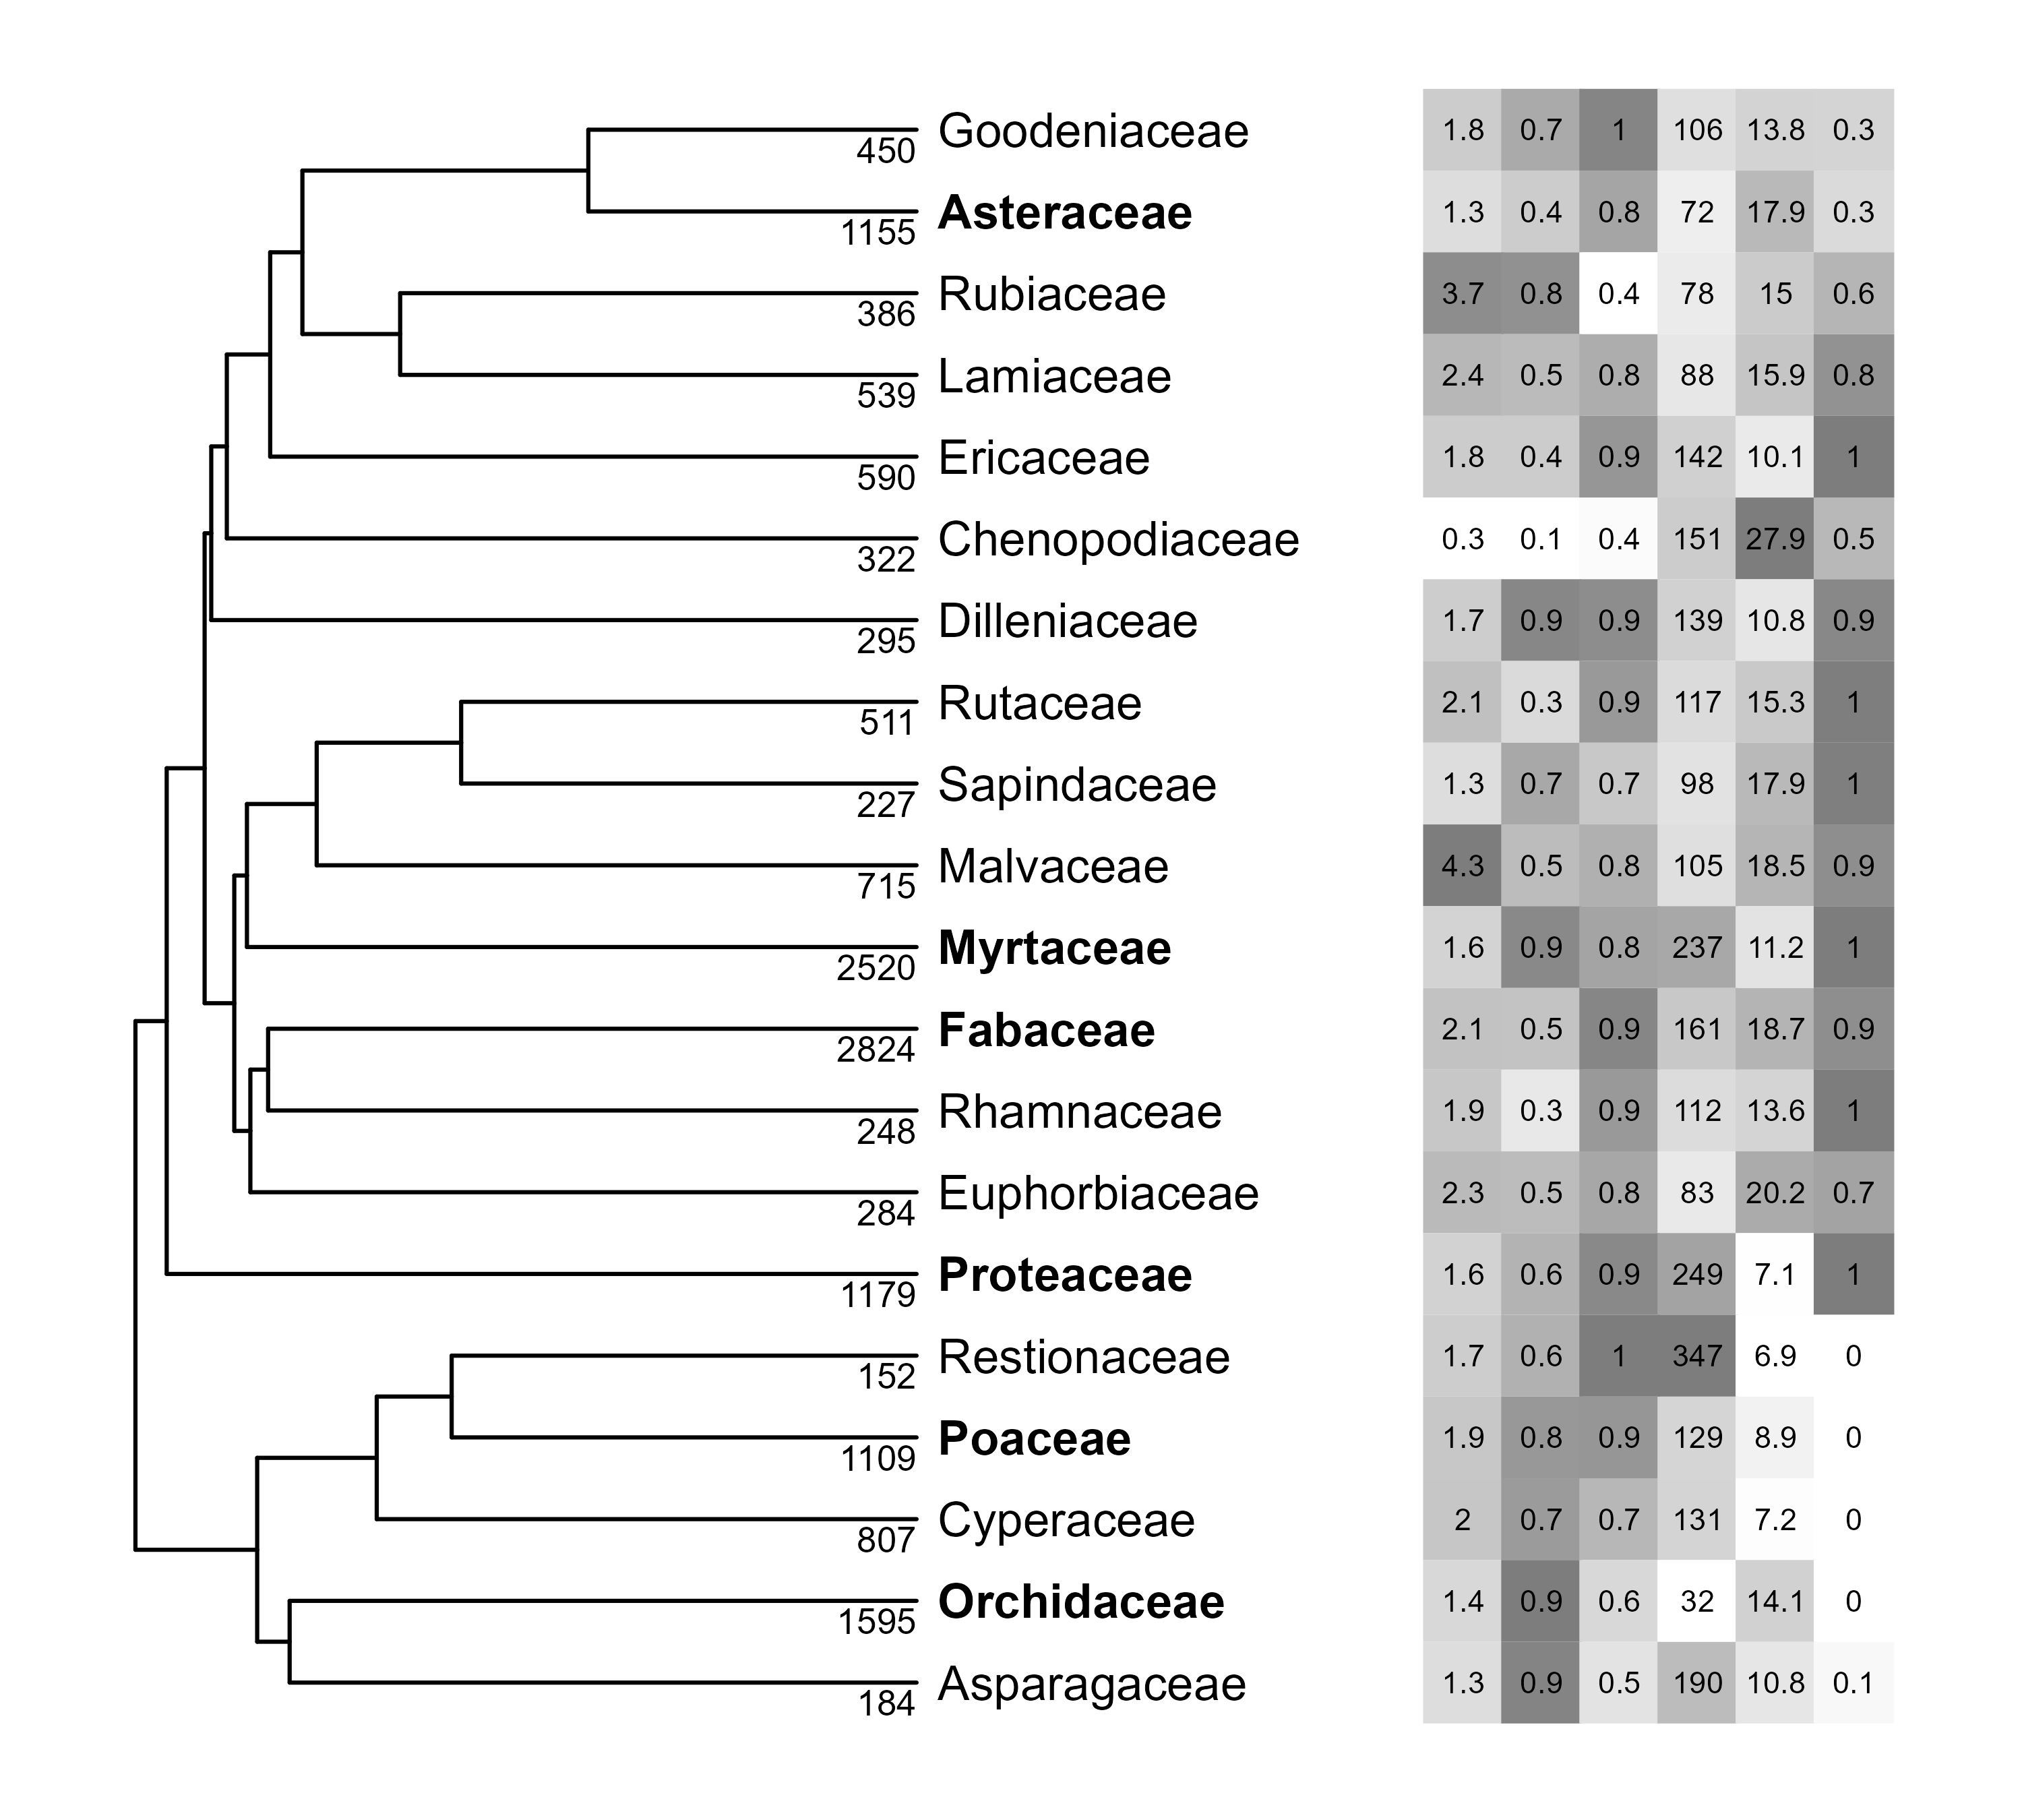 450 Goodeniaceae 1.8 0.7 1 106 13.8 0.3
1155 Asteraceae 1.3 0.4 0.8 72 17.9 0.3
386 Rubiaceae 3.7 0.8 0.4 78 15 0.6
539 Lamiaceae 2.4 0.5 0.8 88 15.9 0.8
590 Ericaceae 1.8 0.4 0.9 142 10.1 1
322 Chenopodiaceae 0.3 0.1 0.4 151 27.9 0.5
295 Dilleniaceae 1.7 0.9 0.9 139 10.8 0.9
511 Rutaceae 2.1 0.3 0.9 117 15.3 1
227 Sapindaceae 1.3 0.7 0.7 98 17.9 1
715 Malvaceae 4.3 0.5 0.8 105 18.5 0.9
2520 Myrtaceae 1.6 0.9 0.8 237 11.2 1
2824 Fabaceae 2.1 0.5 0.9 161 18.7 0.9
248 Rhamnaceae 1.9 0.3 0.9 112 13.6 1
284 Euphorbiaceae 2.3 0.5 0.8 83 20.2 0.7
1179 Proteaceae 1.6 0.6 0.9 249 7.1 1
152 Restionaceae 1.7 0.6 1 347 6.9 0
1109 Poaceae 1.9 0.8 0.9 129 8.9 0
807 Cyperaceae 2 0.7 0.7 131 7.2 0
1595 Orchidaceae 1.4 0.9 0.6 32 14.1 0
184 Asparagaceae 1.3 0.9 0.5 190 10.8 0.1